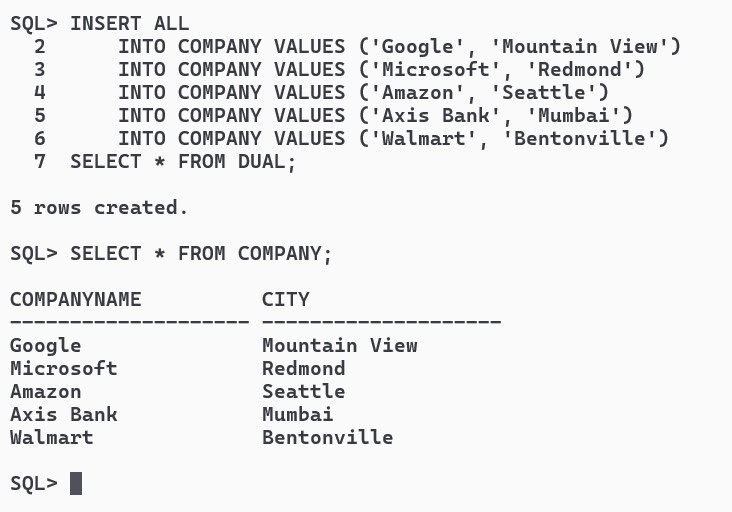 SQL> INSERT ALL
  2      INTO COMPANY VALUES ('Google', 'Mountain View')
  3      INTO COMPANY VALUES ('Microsoft', 'Redmond')
  4      INTO COMPANY VALUES ('Amazon', 'Seattle')
  5      INTO COMPANY VALUES ('Axis Bank', 'Mumbai')
  6      INTO COMPANY VALUES ('Walmart', 'Bentonville')
  7  SELECT * FROM DUAL;

5 rows created.

SQL> SELECT * FROM COMPANY;

COMPANYNAME          CITY
-------------------- --------------------
Google               Mountain View
Microsoft            Redmond
Amazon               Seattle
Axis Bank            Mumbai
Walmart              Bentonville

SQL>